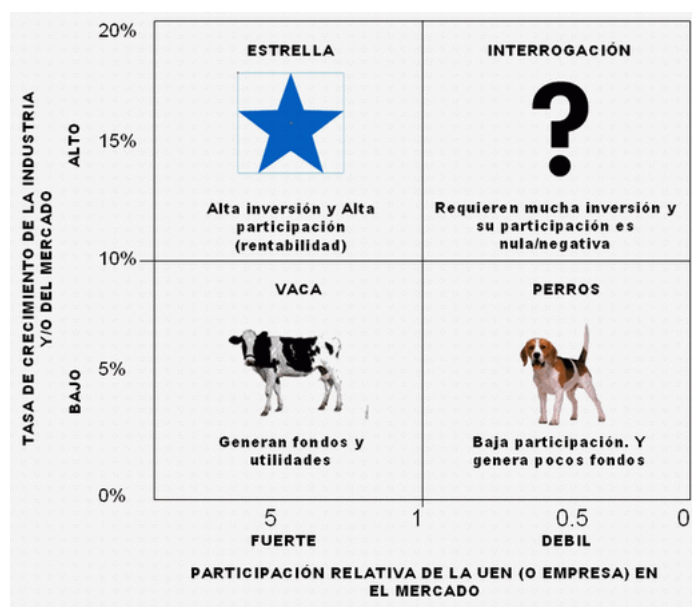 20%
ESTRELLA
INTERROGACIÓN
15%
ALTO
TASA DE CRECIMIENTO DE LA INDUSTRIA
Y/O DEL MERCADO
?
Alta inversión y Alta
participación
(rentabilidad)
Requieren mucha inversión y
su participación es
nula/negativa
10%
VACA
PERROS
5%
BAJO
Generan fondos y
utilidades
Baja participación. Y
genera pocos fondos
0%
5
1
0.5
0
FUERTE
DEBIL
PARTICIPACIÓN RELATIVA DE LA UEN (O EMPRESA) EN
EL MERCADO